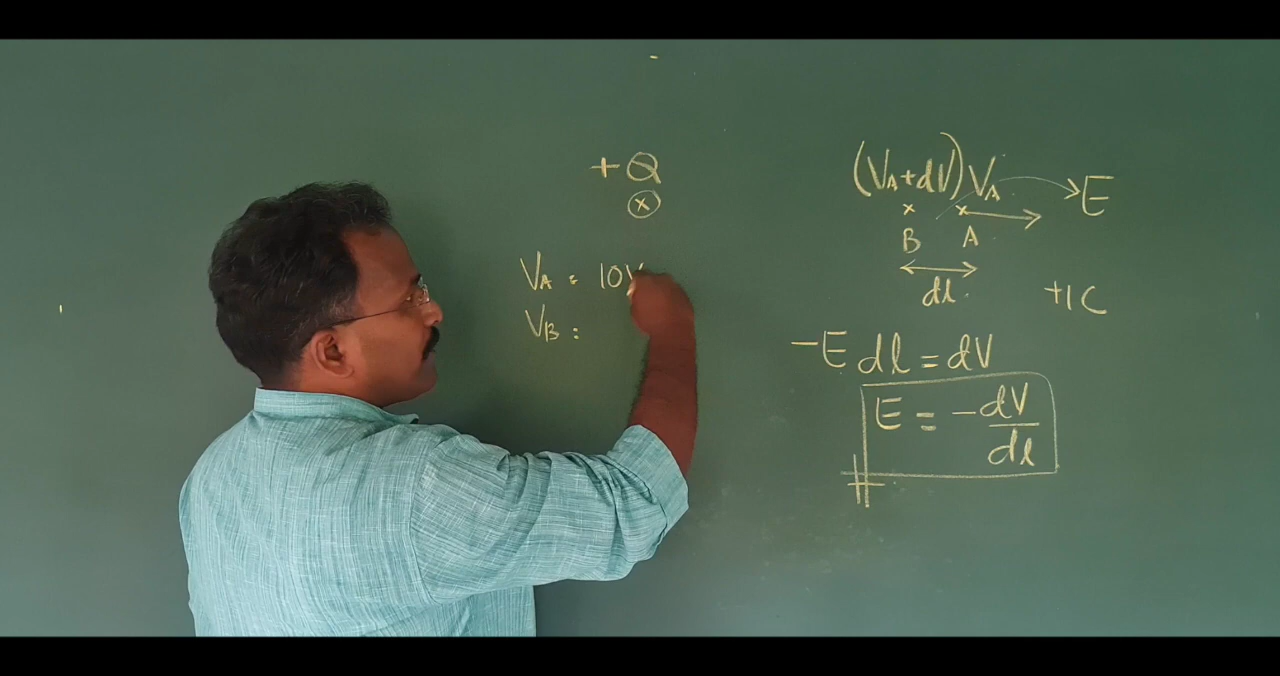 +Q
x
V_A = 10V
V_B =
(V_A+dV) V_A → E
x x
B A
dl
+1C
-E dl = dV
E = -dV/dl